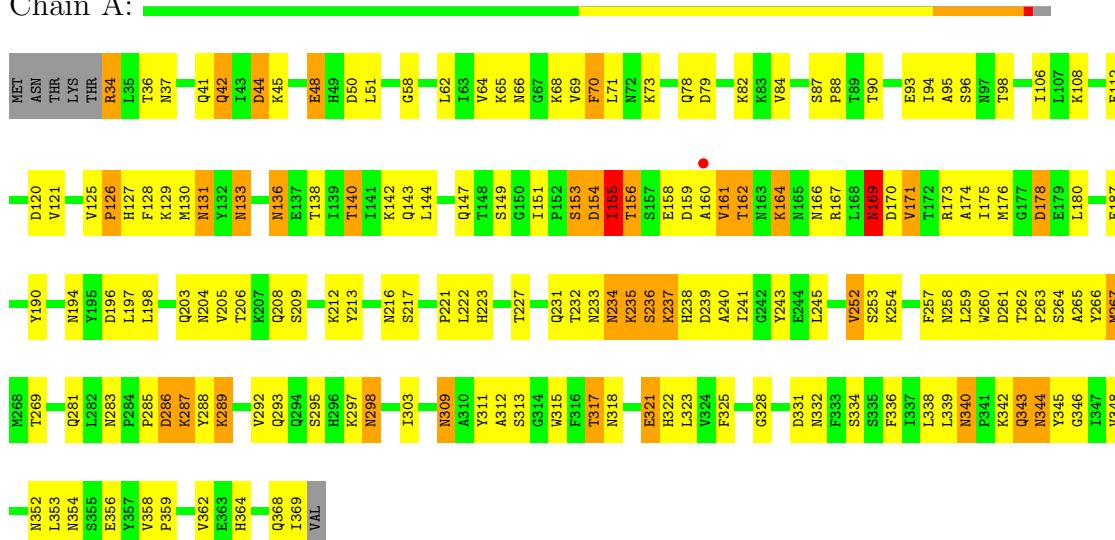 Chain A:
MET ASN THR LYS THR R34 L35 T36 N37 Q41 Q42 I43 D44 K45 E48 H49 D50 L51 G58 L62 I63 V64 K65 N66 G67 K68 V69 F70 L71 N72 K73 Q78 D79 K82 K83 V84 S87 P88 T89 T90 E93 I94 A95 S96 N97 T98 I106 L107 K108
D120 V121 V125 P126 H127 F128 K129 M130 N131 Y132 N133 N136 E137 T138 I139 T140 I141 K142 Q143 L144 Q147 T148 S149 G150 I151 P152 S153 D154 I155 T156 S157 E158 D159 A160 V161 T162 N163 K164 N165 N166 R167 L168 N169 D170 V171 T172 R173 A174 I175 M176 G177 D178 E179 L180
Y190 N194 Y195 D196 L197 L198 Q203 N204 V205 T206 K207 Q208 S209 K212 Y213 N216 S217 P221 L222 H223 T227 Q231 T232 N233 N234 K235 S236 K237 H238 D239 A240 I241 G242 Y243 E244 L245 V252 S253 K254 F257 N258 L259 W260 D261 T262 P263 S264 A265 Y266 M267
M268 T269 Q281 L282 N283 P284 P285 D286 K287 Y288 K289 V292 Q293 Q294 S295 H296 K297 N298 I303 N309 A310 Y311 A312 S313 G314 W315 F316 T317 N318 E321 H322 L323 V324 F325 G328 D331 N332 F333 S334 S335 F336 I337 L338 L339 N340 P341 K342 Q343 N344 Y345 G346 I347 V348
N352 L353 N354 S355 E356 Y357 V358 P359 V362 E363 H364 Q368 I369 VAL